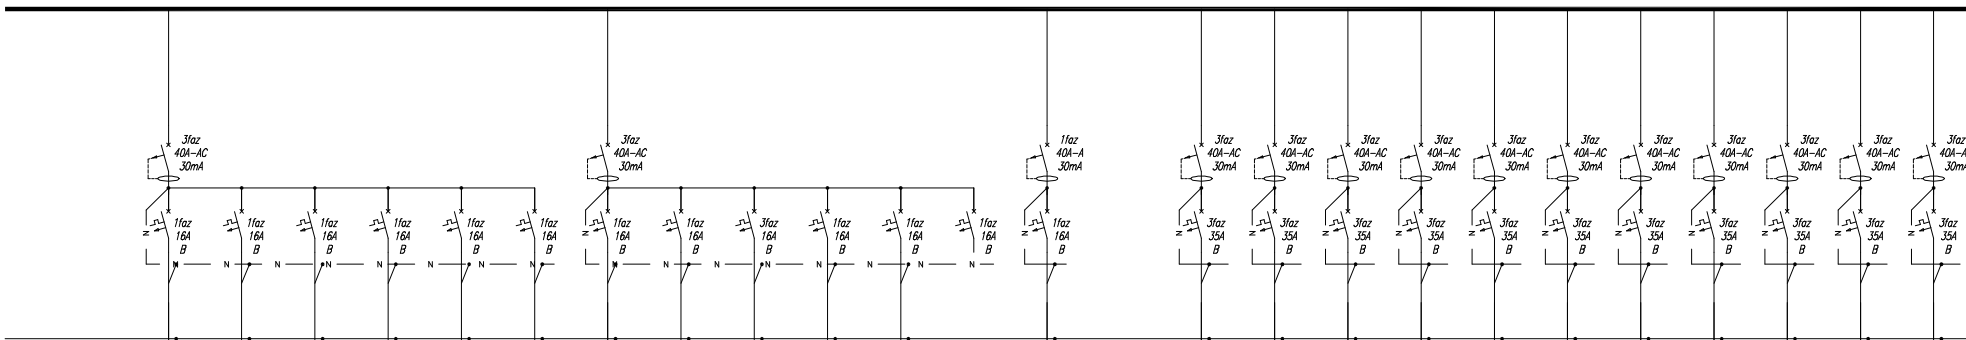 3faz 3faz 1faz 3faz 3faz 3faz 3faz 3faz 3faz 3faz 3faz 3faz 3faz 3faz
40A-AC 40A-AC 40A-A 40A-AC 40A-AC 40A-AC 40A-AC 40A-AC 40A-AC 40A-AC 40A-AC 40A-AC 40A-AC 40A-A
30mA 30mA 30mA 30mA 30mA 30mA 30mA 30mA 30mA 30mA 30mA 30mA 30mA 30mA
1faz 1faz 1faz 1faz 1faz 1faz 1faz 1faz 3faz 1faz 1faz 1faz 1faz 3faz 3faz 3faz 3faz 3faz 3faz 3faz 3faz 3faz 3faz 3faz
N 16A 16A 16A 16A 16A 16A N 16A 16A 16A 16A 16A 16A N 16A N 35A N 35A N 35A N 35A N 35A N 35A N 35A N 35A N 35A N 35A N 35A
B B B B B B B B B B B B B B B B B B B B B B B B
N N N N N N N N N N N N N N N N